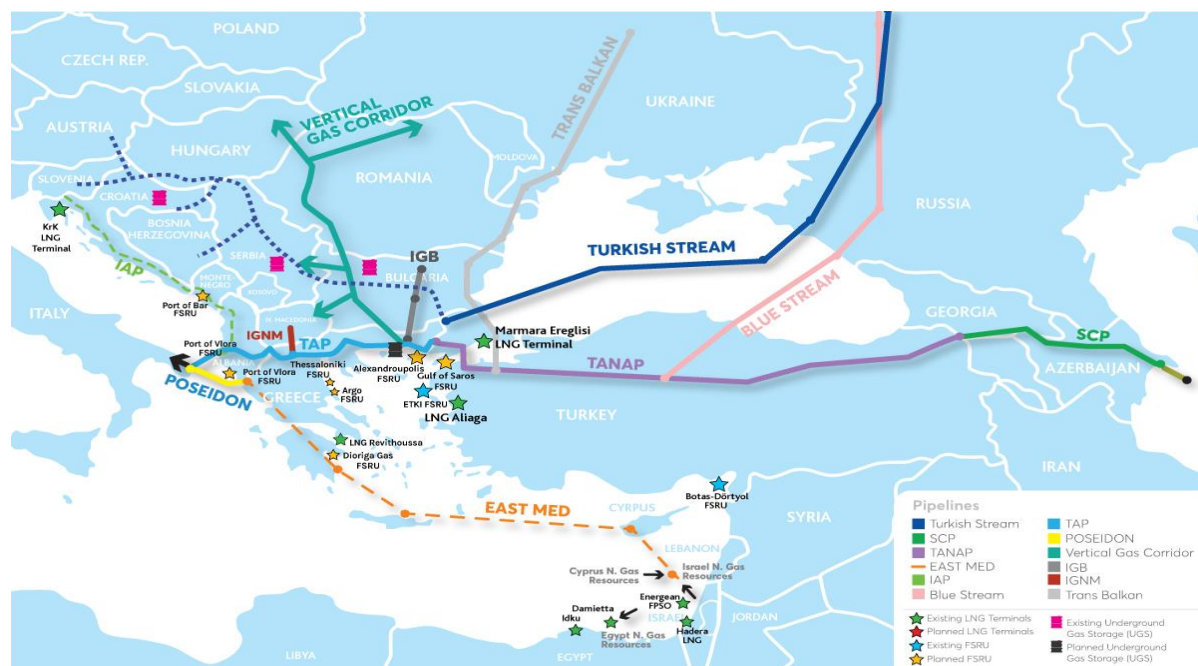 POLAND
CZECH REP.
SLOVAKIA
AUSTRIA
HUNGARY
SLOVENIA
CROATIA
BOSNIA
HERZEGOVINA
SERBIA
MONTE-
NEGRO
KOSOVO
N. MACEDONIA
ALBANIA
ITALY
GREECE
ROMANIA
MOLDOVA
UKRAINE
BULGARIA
RUSSIA
GEORGIA
AZERBAIJAN
TURKEY
IRAN
SYRIA
CYRPUS
LEBANON
ISRAEL
JORDAN
EGYPT
LIBYA
VERTICAL
GAS CORRIDOR
TRANS BALKAN
TURKISH STREAM
BLUE STREAM
SCP
TANAP
TAP
IAP
IGB
IGNM
POSEIDON
EAST MED
KrK
LNG
Terminal
Port of Bar
FSRU
Port of Vlora
FSRU
Port of Vlora
FSRU
Thessaloniki
FSRU
Argo
FSRU
Alexandroupolis
FSRU
Gulf of Saros
FSRU
ETKI FSRU
LNG Aliaga
Marmara Ereglisi
LNG Terminal
LNG Revithoussa
Dioriga Gas
FSRU
Botas-Dörtyol
FSRU
Cyprus N. Gas
Resources
Israel N. Gas
Resources
Energean
FPSO
Damietta
Idku
Egypt N. Gas
Resources
Hadera
LNG
Pipelines
Turkish Stream
SCP
TANAP
EAST MED
IAP
Blue Stream
TAP
POSEIDON
Vertical Gas Corridor
IGB
IGNM
Trans Balkan
Existing LNG Terminals
Planned LNG Terminals
Existing FSRU
Planned FSRU
Existing Underground
Gas Storage (UGS)
Planned Underground
Gas Storage (UGS)